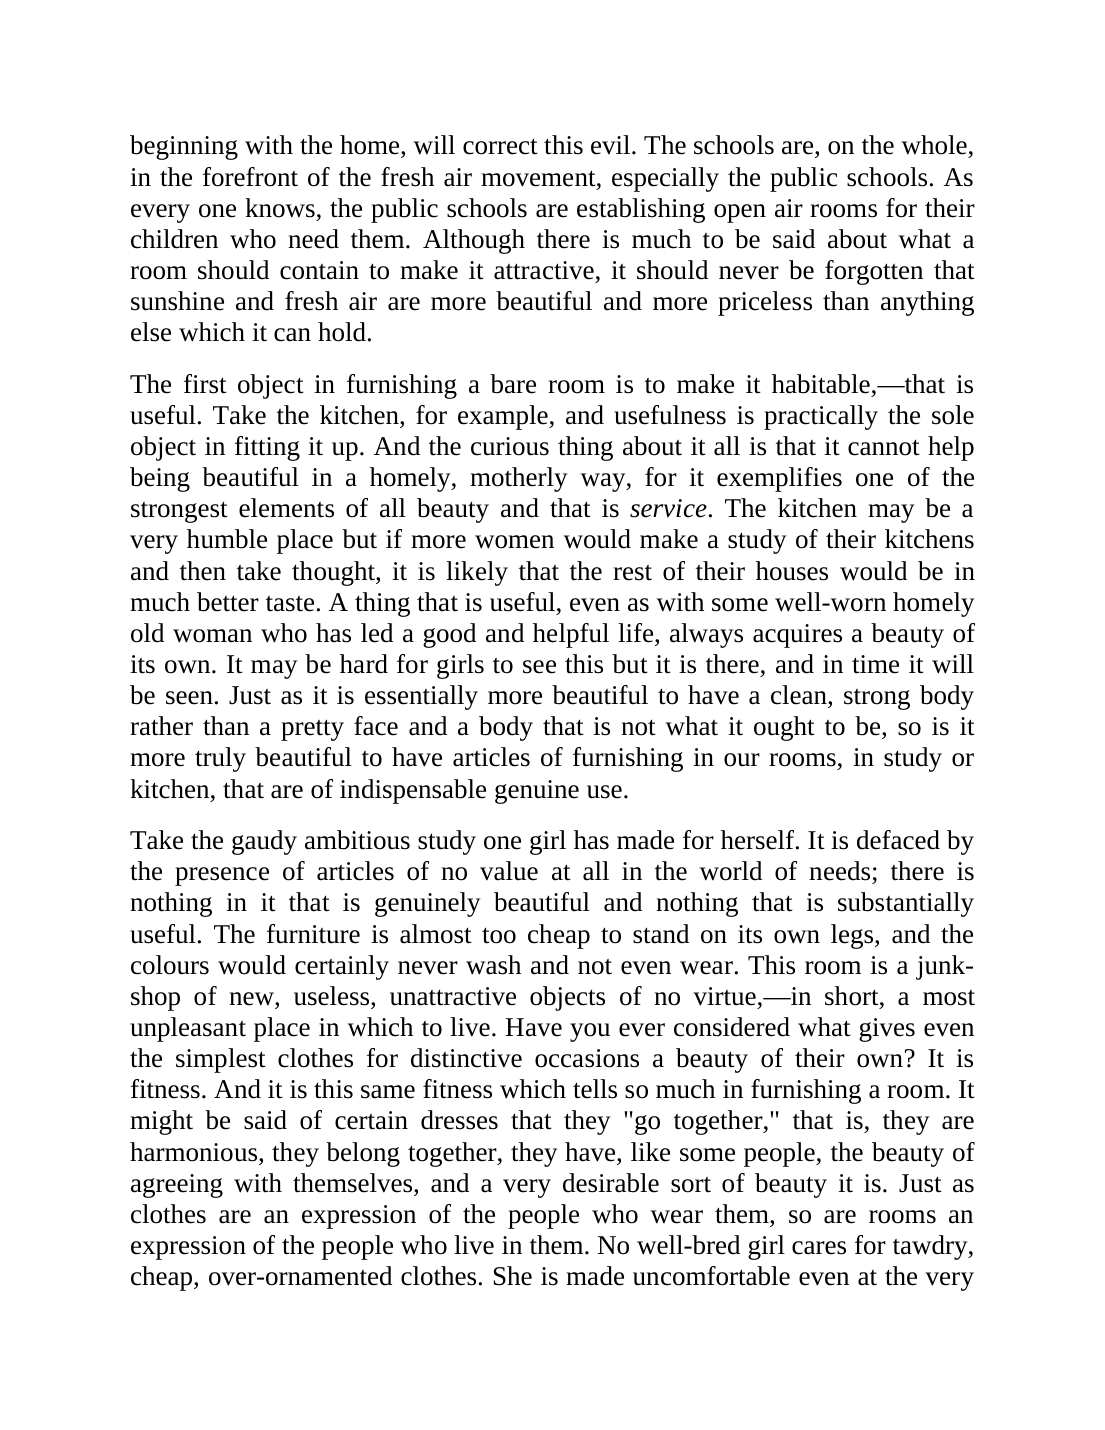 beginning with the home, will correct this evil. The schools are, on the whole,
in the forefront of the fresh air movement, especially the public schools. As
every one knows, the public schools are establishing open air rooms for their
children who need them. Although there is much to be said about what a
room should contain to make it attractive, it should never be forgotten that
sunshine and fresh air are more beautiful and more priceless than anything
else which it can hold.
The first object in furnishing a bare room is to make it habitable,—that is
useful. Take the kitchen, for example, and usefulness is practically the sole
object in fitting it up. And the curious thing about it all is that it cannot help
being beautiful in a homely, motherly way, for it exemplifies one of the
strongest elements of all beauty and that is service. The kitchen may be a
very humble place but if more women would make a study of their kitchens
and then take thought, it is likely that the rest of their houses would be in
much better taste. A thing that is useful, even as with some well-worn homely
old woman who has led a good and helpful life, always acquires a beauty of
its own. It may be hard for girls to see this but it is there, and in time it will
be seen. Just as it is essentially more beautiful to have a clean, strong body
rather than a pretty face and a body that is not what it ought to be, so is it
more truly beautiful to have articles of furnishing in our rooms, in study or
kitchen, that are of indispensable genuine use.
Take the gaudy ambitious study one girl has made for herself. It is defaced by
the presence of articles of no value at all in the world of needs; there is
nothing in it that is genuinely beautiful and nothing that is substantially
useful. The furniture is almost too cheap to stand on its own legs, and the
colours would certainly never wash and not even wear. This room is a junk-
shop of new, useless, unattractive objects of no virtue,—in short, a most
unpleasant place in which to live. Have you ever considered what gives even
the simplest clothes for distinctive occasions a beauty of their own? It is
fitness. And it is this same fitness which tells so much in furnishing a room. It
might be said of certain dresses that they "go together," that is, they are
harmonious, they belong together, they have, like some people, the beauty of
agreeing with themselves, and a very desirable sort of beauty it is. Just as
clothes are an expression of the people who wear them, so are rooms an
expression of the people who live in them. No well-bred girl cares for tawdry,
cheap, over-ornamented clothes. She is made uncomfortable even at the very